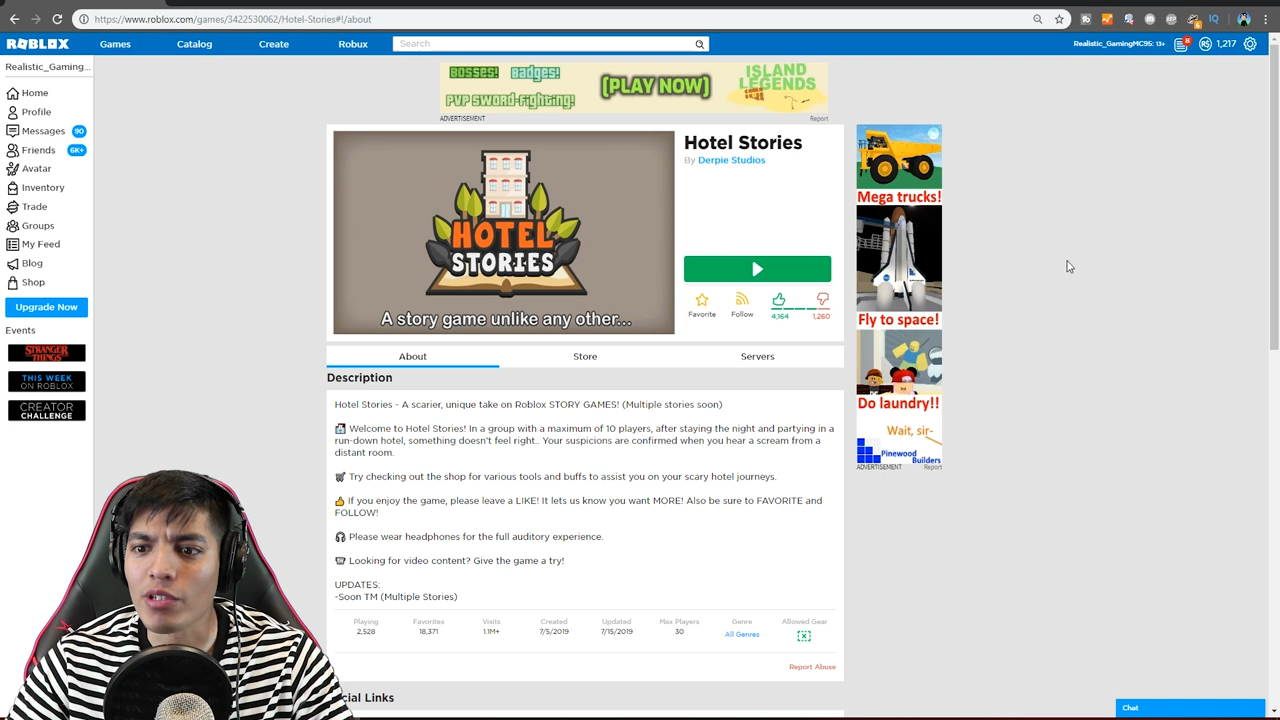 https://www.roblox.com/games/3422530062/Hotel-Stories#!/about
ROBLOX
Games
Catalog
Create
Robux
Search
Realistic_GamingMC95: 13+
8
1,217
Realistic_Gaming...
Home
Profile
Messages 90
Friends 6K+
Avatar
Inventory
Trade
Groups
My Feed
Blog
Shop
Upgrade Now
Events
STRANGER THINGS
THIS WEEK
ON ROBLOX
CREATOR
CHALLENGE
BOSSES! BADGES!
PVP SWORD-FIGHTING!
(PLAY NOW)
ISLAND
LEGENDS
ADVERTISEMENT
Report
HOTEL
STORIES
A story game unlike any other...
Hotel Stories
By Derpie Studios
Favorite
Follow
4,164
1,260
About
Store
Servers
Description
Hotel Stories - A scarier, unique take on Roblox STORY GAMES! (Multiple stories soon)
Welcome to Hotel Stories! In a group with a maximum of 10 players, after staying the night and partying in a
run-down hotel, something doesn't feel right.. Your suspicions are confirmed when you hear a scream from a
distant room.
Try checking out the shop for various tools and buffs to assist you on your scary hotel journeys.
If you enjoy the game, please leave a LIKE! It lets us know you want MORE! Also be sure to FAVORITE and
FOLLOW!
Please wear headphones for the full auditory experience.
Looking for video content? Give the game a try!
UPDATES:
-Soon TM (Multiple Stories)
Playing Favorites Visits Created Updated Max Players Genre Allowed Gear
2,528 18,371 1.1M+ 7/5/2019 7/15/2019 30 All Genres
Report Abuse
cial Links
Mega trucks!
Fly to space!
Do laundry!!
Wait, sir-
Pinewood
Builders
ADVERTISEMENT
Report
Chat